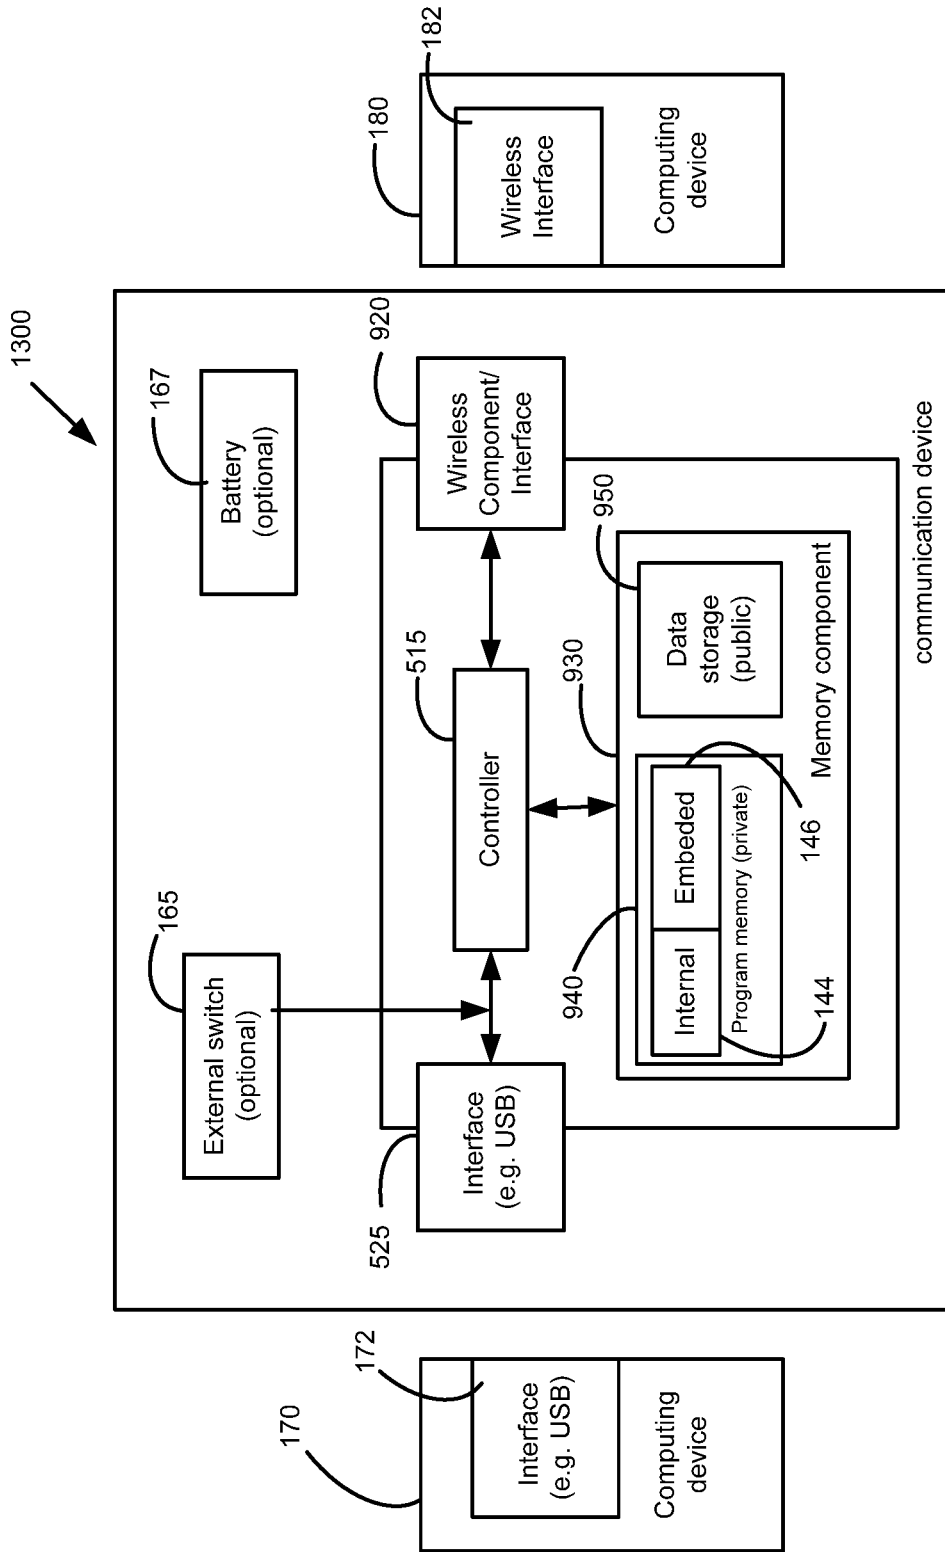 1300
165
External switch
(optional)
167
Battery
(optional)
170
172
Interface
(e.g. USB)
Computing
device
525
Interface
(e.g. USB)
515
Controller
920
Wireless
Component/
Interface
180
182
Wireless
Interface
Computing
device
940
930
950
Internal
Embeded
Program memory (private)
144
146
Data
storage
(public)
Memory component
communication device